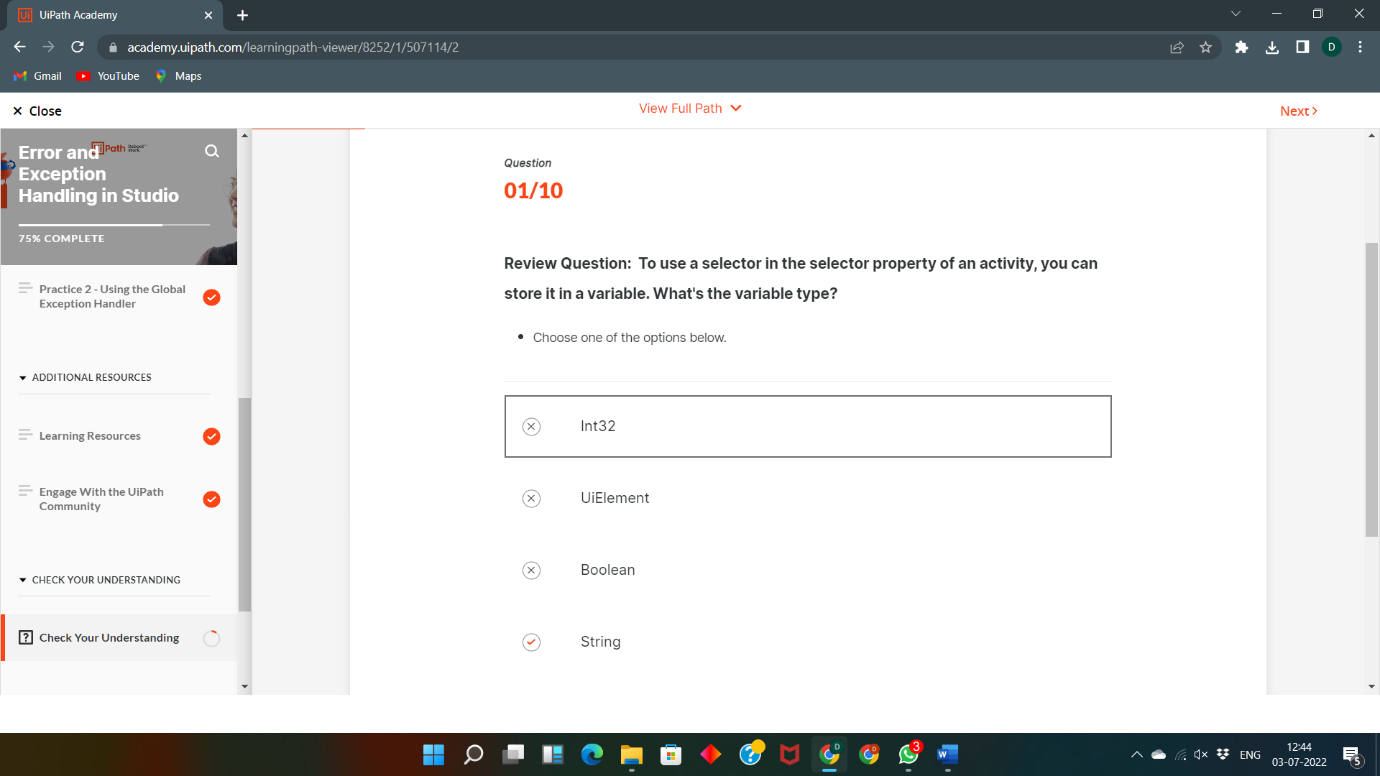 UiPath Academy
academy.uipath.com/learningpath-viewer/8252/1/507114/2
D
Gmail
YouTube
Maps
Close
View Full Path
Next
Error and
Exception
Handling in Studio
Path
75% COMPLETE
Practice 2 - Using the Global
Exception Handler
ADDITIONAL RESOURCES
Learning Resources
Engage With the UiPath
Community
CHECK YOUR UNDERSTANDING
Check Your Understanding
Question
01/10
Review Question: To use a selector in the selector property of an activity, you can
store it in a variable. What's the variable type?
Choose one of the options below.
Int32
UiElement
Boolean
String
3
ENG
12:44
03-07-2022
5